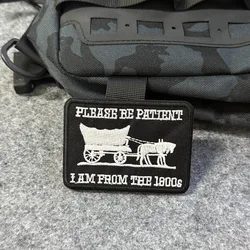 PLEASE BE PATIENT
I AM FROM THE 1800s